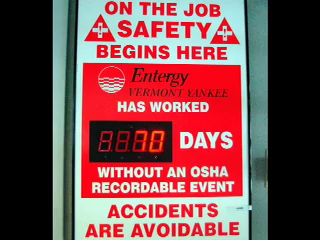 ON THE JOB
SAFETY
BEGINS HERE
Entergy
VERMONT YANKEE
HAS WORKED
10 DAYS
WITHOUT AN OSHA
RECORDABLE EVENT
ACCIDENTS
ARE AVOIDABLE